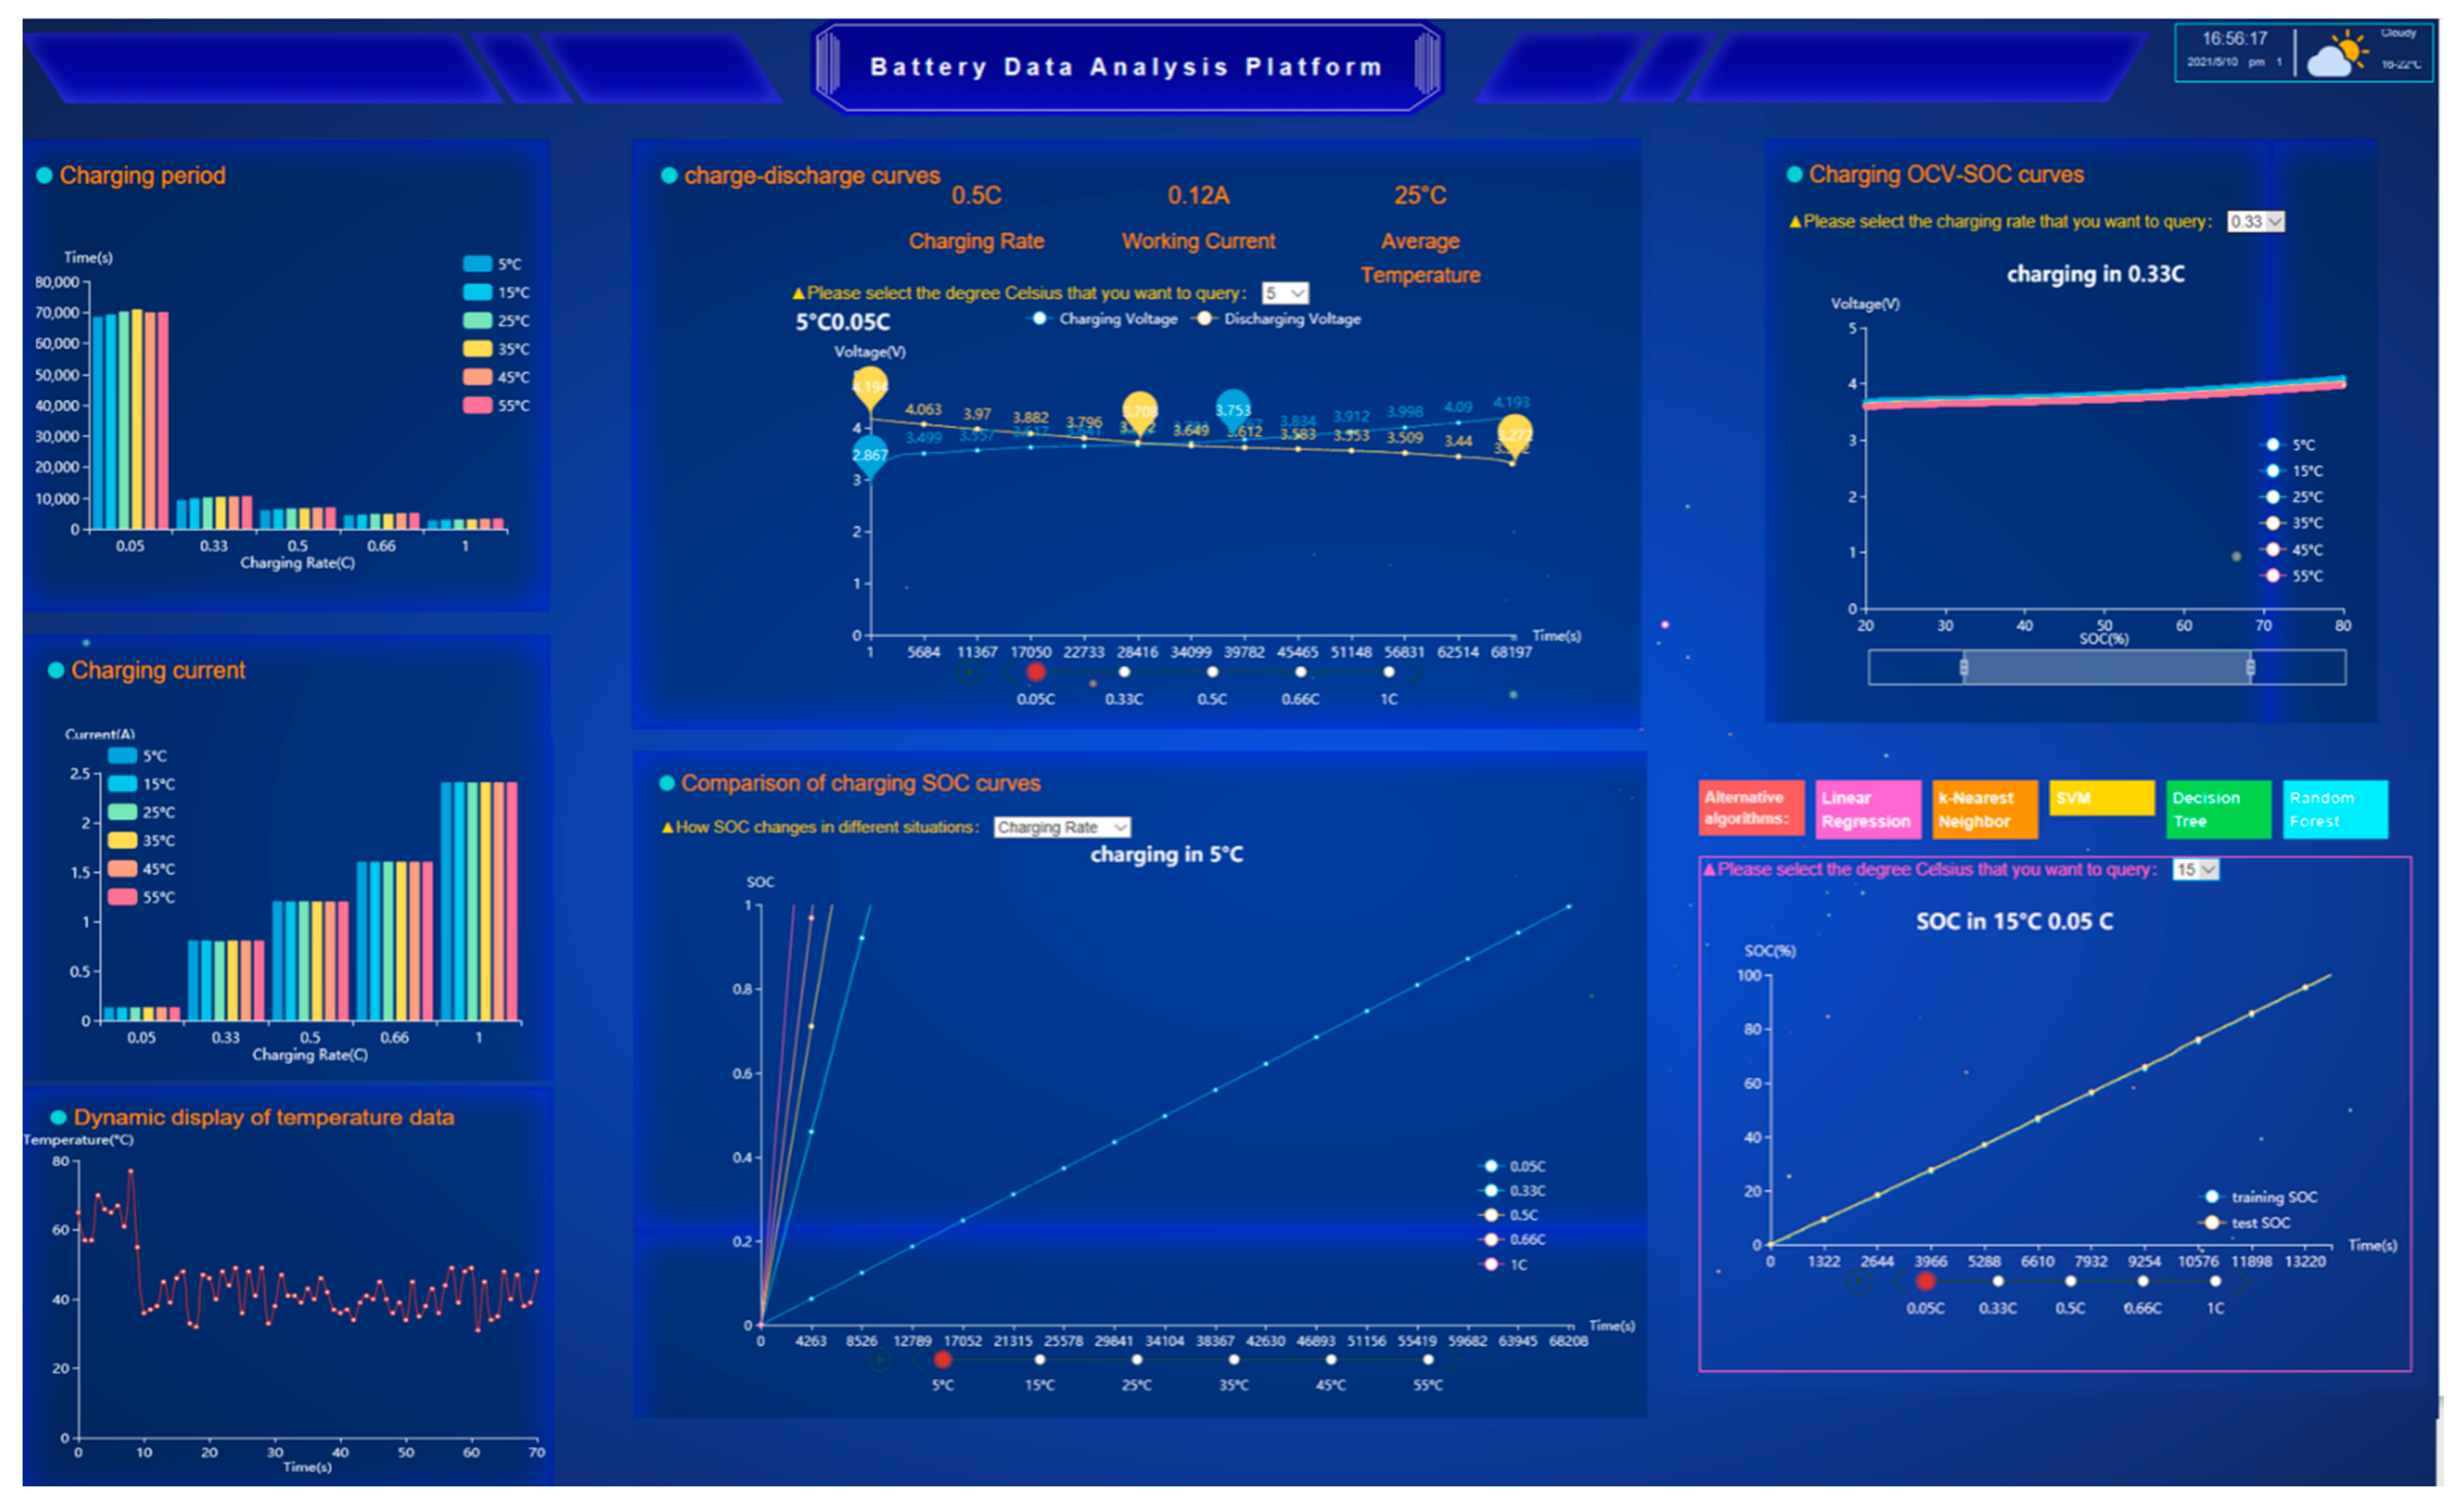 Battery Data Analysis Platform
16:56:17
2021/5/10 pm 1
Cloudy
16-22°C
Charging period
Time(s)
80,000
70,000
60,000
50,000
40,000
30,000
20,000
10,000
0
0.05 0.33 0.5 0.66 1
Charging Rate(C)
5°C
15°C
25°C
35°C
45°C
55°C
Charging current
Current(A)
5°C
15°C
25°C
35°C
45°C
55°C
2.5
2
1.5
1
0.5
0
0.05 0.33 0.5 0.66 1
Charging Rate(C)
Dynamic display of temperature data
Temperature(°C)
80
60
40
20
0
0 10 20 30 40 50 60 70
Time(s)
charge-discharge curves
0.5C 0.12A 25°C
Charging Rate Working Current Average
Temperature
▲Please select the degree Celsius that you want to query: 5
5°C0.05C
Charging Voltage Discharging Voltage
Voltage(V)
4.194
4.063 3.97 3.882 3.796 3.708 3.649 3.612 3.583 3.553 3.509 3.44 3.272
2.867 3.499 3.557 3.753 3.834 3.912 3.998 4.09 4.193
4
3
2
1
0
1 5684 11367 17050 22733 28416 34099 39782 45465 51148 56831 62514 68197
Time(s)
0.05C 0.33C 0.5C 0.66C 1C
Comparison of charging SOC curves
▲How SOC changes in different situations: Charging Rate
charging in 5°C
SOC
1
0.8
0.6
0.4
0.2
0
0.05C
0.33C
0.5C
0.66C
1C
0 4263 8526 12789 17052 21315 25578 29841 34104 38367 42630 46893 51156 55419 59682 63945 68208
Time(s)
5°C 15°C 25°C 35°C 45°C 55°C
Charging OCV-SOC curves
▲Please select the charging rate that you want to query: 0.33
charging in 0.33C
Voltage(V)
5
4
3
2
1
0
5°C
15°C
25°C
35°C
45°C
55°C
20 30 40 50 60 70 80
SOC(%)
Alternative
algorithms:
Linear
Regression
k-Nearest
Neighbor
SVM
Decision
Tree
Random
Forest
▲Please select the degree Celsius that you want to query: 15
SOC in 15°C 0.05 C
SOC(%)
100
80
60
40
20
0
training SOC
test SOC
Time(s)
0 1322 2644 3966 5288 6610 7932 9254 10576 11898 13220
0.05C 0.33C 0.5C 0.66C 1C